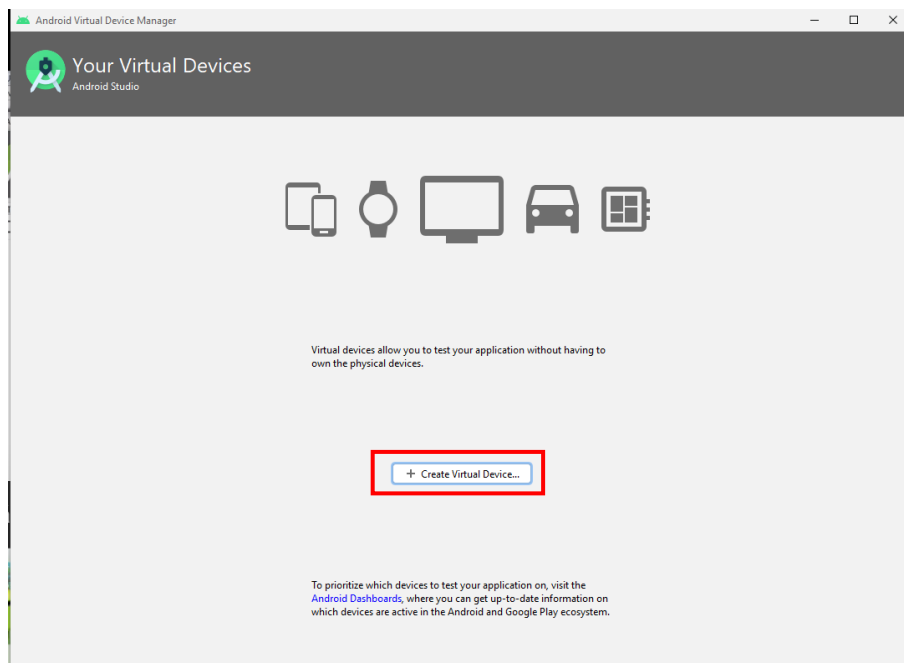 Android Virtual Device Manager
Your Virtual Devices
Android Studio
Virtual devices allow you to test your application without having to
own the physical devices.
+ Create Virtual Device...
To prioritize which devices to test your application on, visit the
Android Dashboards, where you can get up-to-date information on
which devices are active in the Android and Google Play ecosystem.